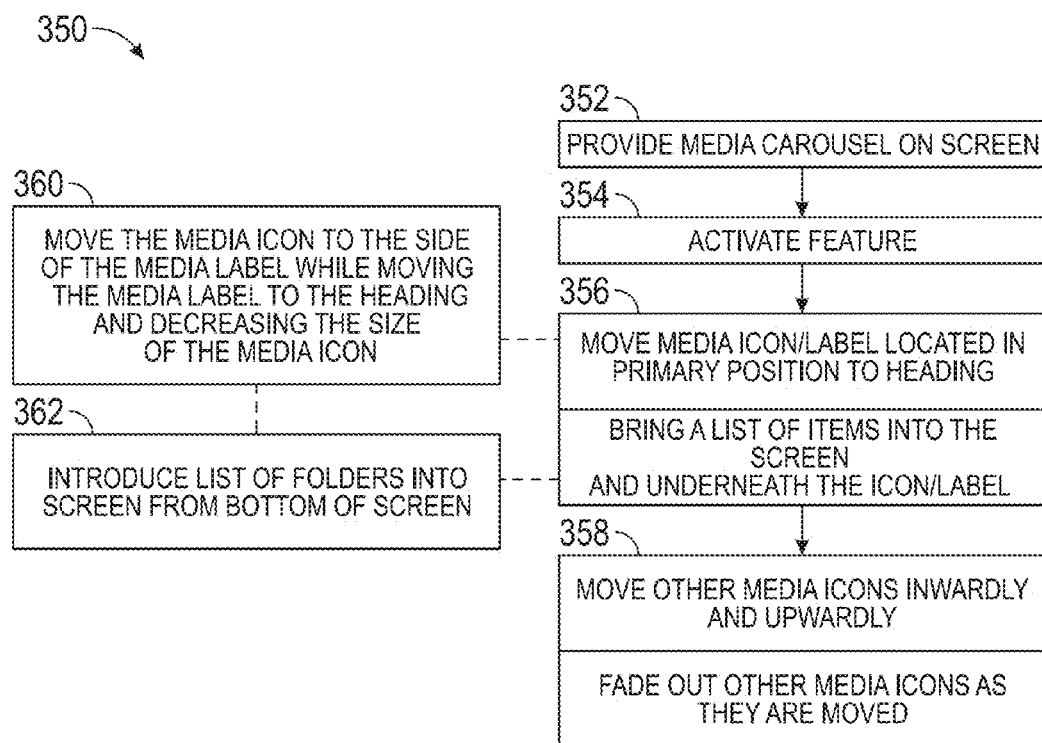 350
352
PROVIDE MEDIA CAROUSEL ON SCREEN
354
ACTIVATE FEATURE
356
MOVE MEDIA ICON/LABEL LOCATED IN
PRIMARY POSITION TO HEADING
BRING A LIST OF ITEMS INTO THE
SCREEN
AND UNDERNEATH THE ICON/LABEL
360
MOVE THE MEDIA ICON TO THE SIDE
OF THE MEDIA LABEL WHILE MOVING
THE MEDIA LABEL TO THE HEADING
AND DECREASING THE SIZE
OF THE MEDIA ICON
362
INTRODUCE LIST OF FOLDERS INTO
SCREEN FROM BOTTOM OF SCREEN
358
MOVE OTHER MEDIA ICONS INWARDLY
AND UPWARDLY
FADE OUT OTHER MEDIA ICONS AS
THEY ARE MOVED